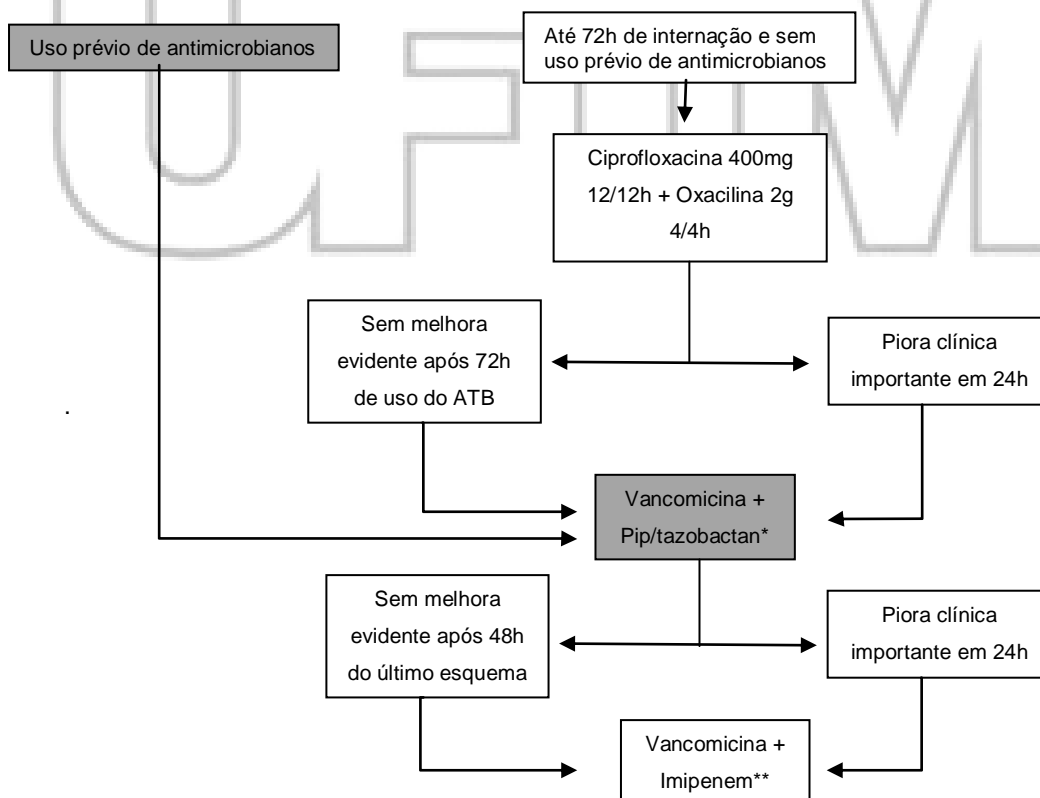 Uso prévio de antimicrobianos
Até 72h de internação e sem
uso prévio de antimicrobianos
Ciprofloxacina 400mg
12/12h + Oxacilina 2g
4/4h
Sem melhora
evidente após 72h
de uso do ATB
Piora clínica
importante em 24h
.
Vancomicina +
Pip/tazobactan*
Sem melhora
evidente após 48h
do último esquema
Piora clínica
importante em 24h
Vancomicina +
Imipenem**